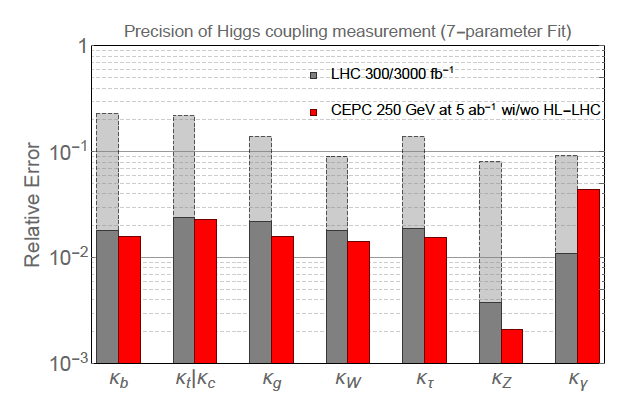 Precision of Higgs coupling measurement (7−parameter Fit)
1
LHC 300/3000 fb⁻¹
CEPC 250 GeV at 5 ab⁻¹ wi/wo HL−LHC
10⁻¹
Relative Error
10⁻²
10⁻³
κb κt|κc κg κW κτ κZ κγ